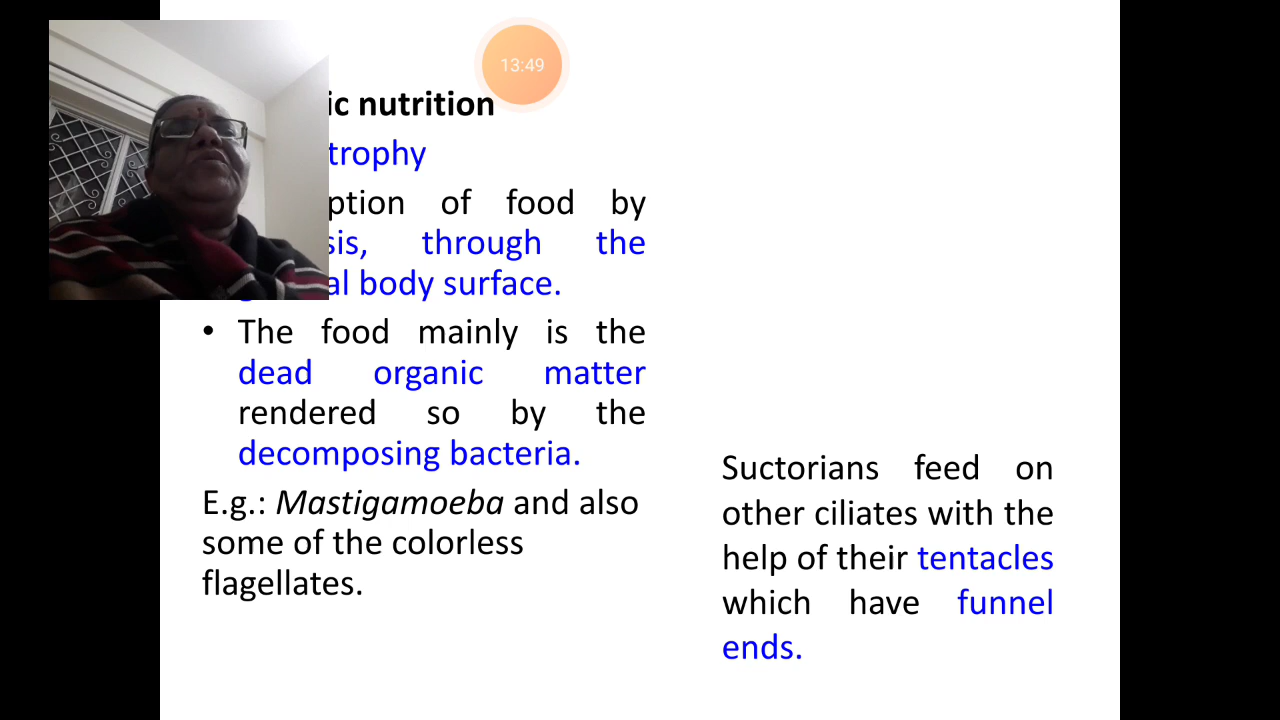 13:49
ic nutrition
trophy
ption of food by
sis, through the
al body surface.
• The food mainly is the
dead organic matter
rendered so by the
decomposing bacteria.
E.g.: Mastigamoeba and also
some of the colorless
flagellates.
Suctorians feed on
other ciliates with the
help of their tentacles
which have funnel
ends.